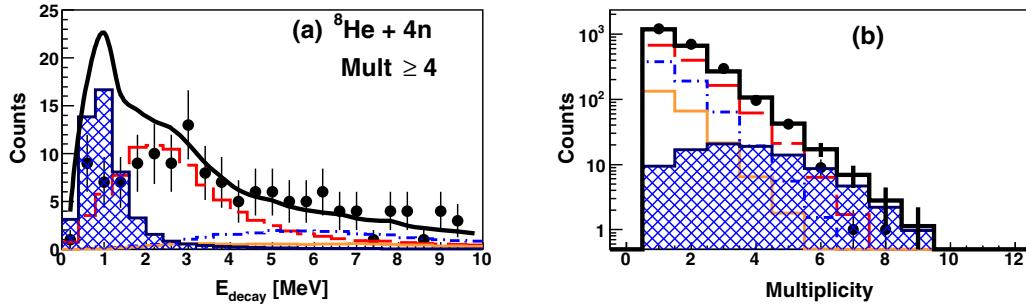 (a) ⁸He + 4n
Mult ≥ 4
Counts
25
20
15
10
5
0
0 1 2 3 4 5 6 7 8 9 10
E_decay [MeV]
(b)
Counts
10³
10²
10
1
0 2 4 6 8 10 12
Multiplicity